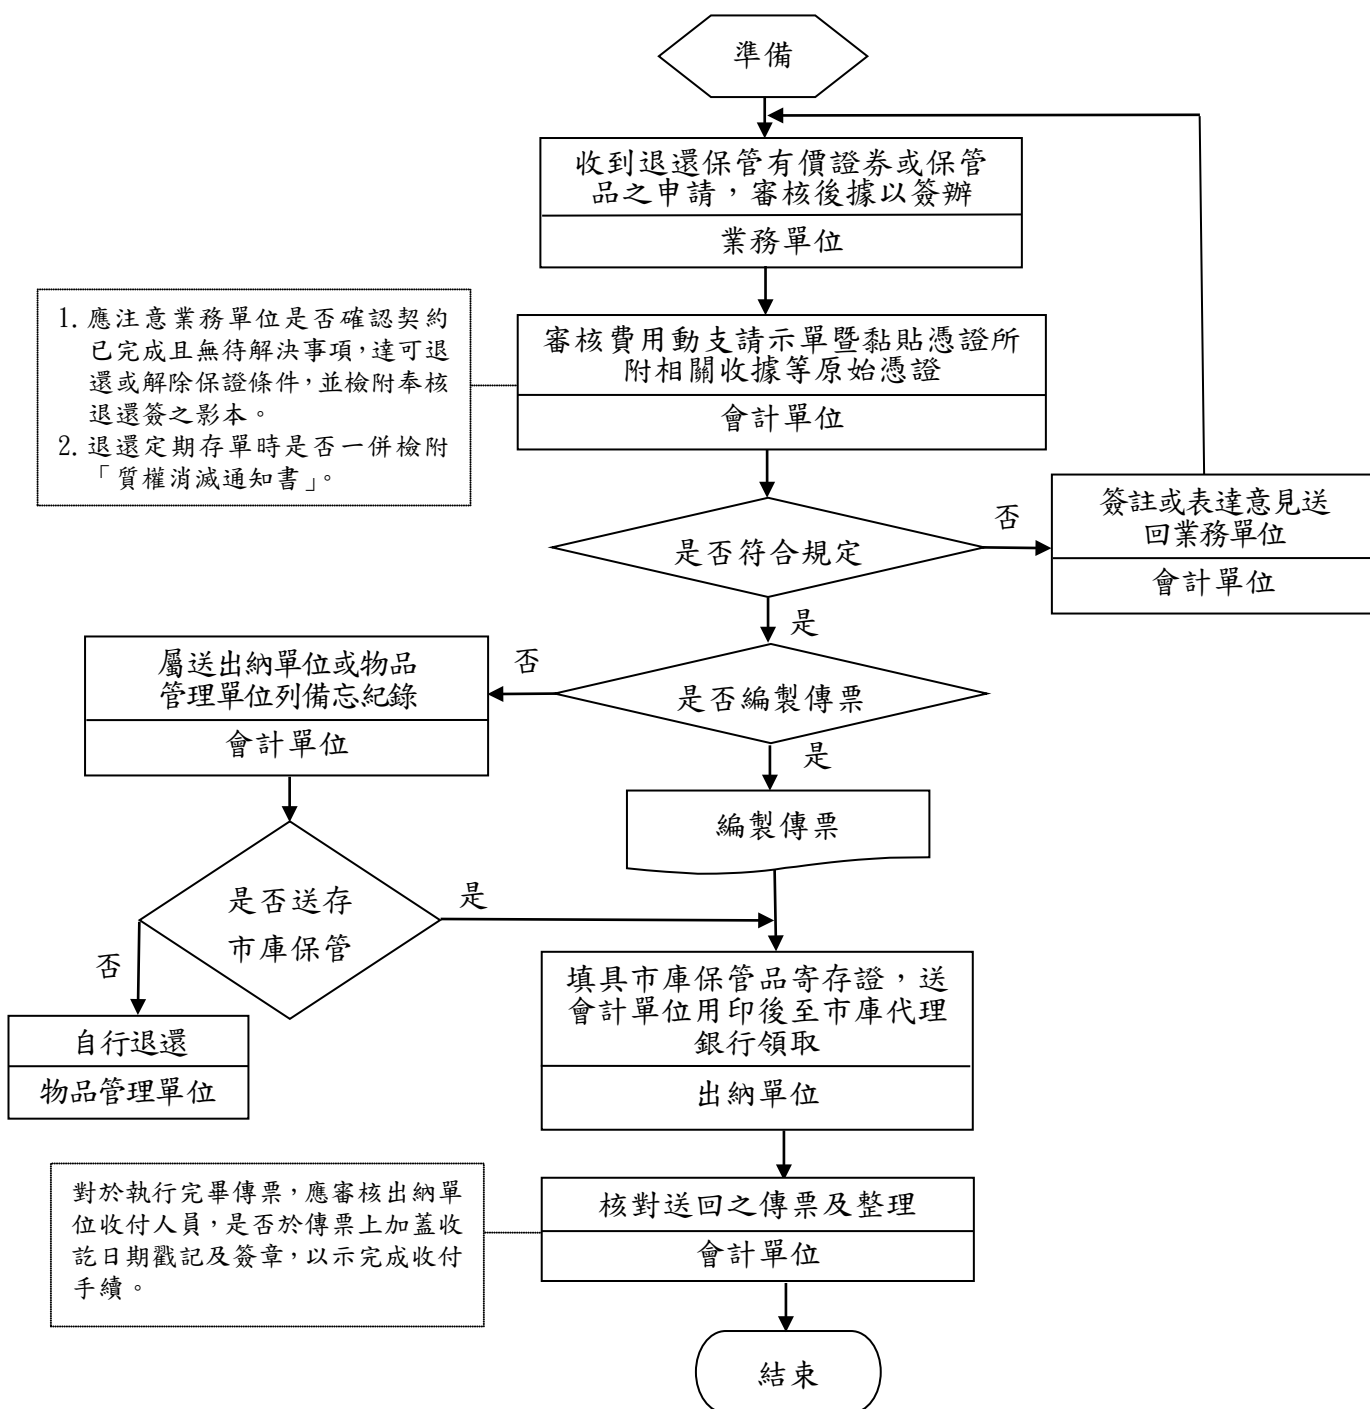 準備
收到退還保管有價證券或保管
品之申請，審核後據以簽辦
業務單位
1. 應注意業務單位是否確認契約
已完成且無待解決事項，達可退
還或解除保證條件，並檢附奉核
退還簽之影本。
2. 退還定期存單時是否一併檢附
「質權消滅通知書」。
審核費用動支請示單暨黏貼憑證所
附相關收據等原始憑證
會計單位
是否符合規定
否
簽註或表達意見送
回業務單位
會計單位
是
是否編製傳票
否
屬送出納單位或物品
管理單位列備忘紀錄
會計單位
是
編製傳票
是否送存
市庫保管
是
否
自行退還
物品管理單位
填具市庫保管品寄存證，送
會計單位用印後至市庫代理
銀行領取
出納單位
對於執行完畢傳票，應審核出納單
位收付人員，是否於傳票上加蓋收
訖日期戳記及簽章，以示完成收付
手續。
核對送回之傳票及整理
會計單位
結束